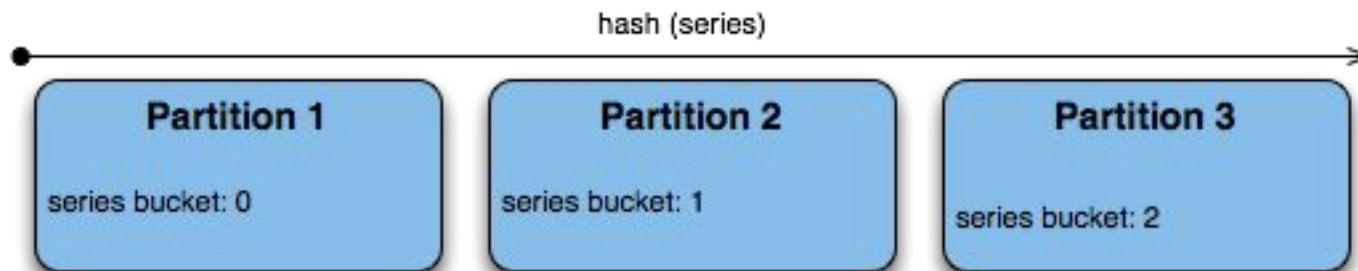 hash (series)
Partition 1
series bucket: 0
Partition 2
series bucket: 1
Partition 3
series bucket: 2